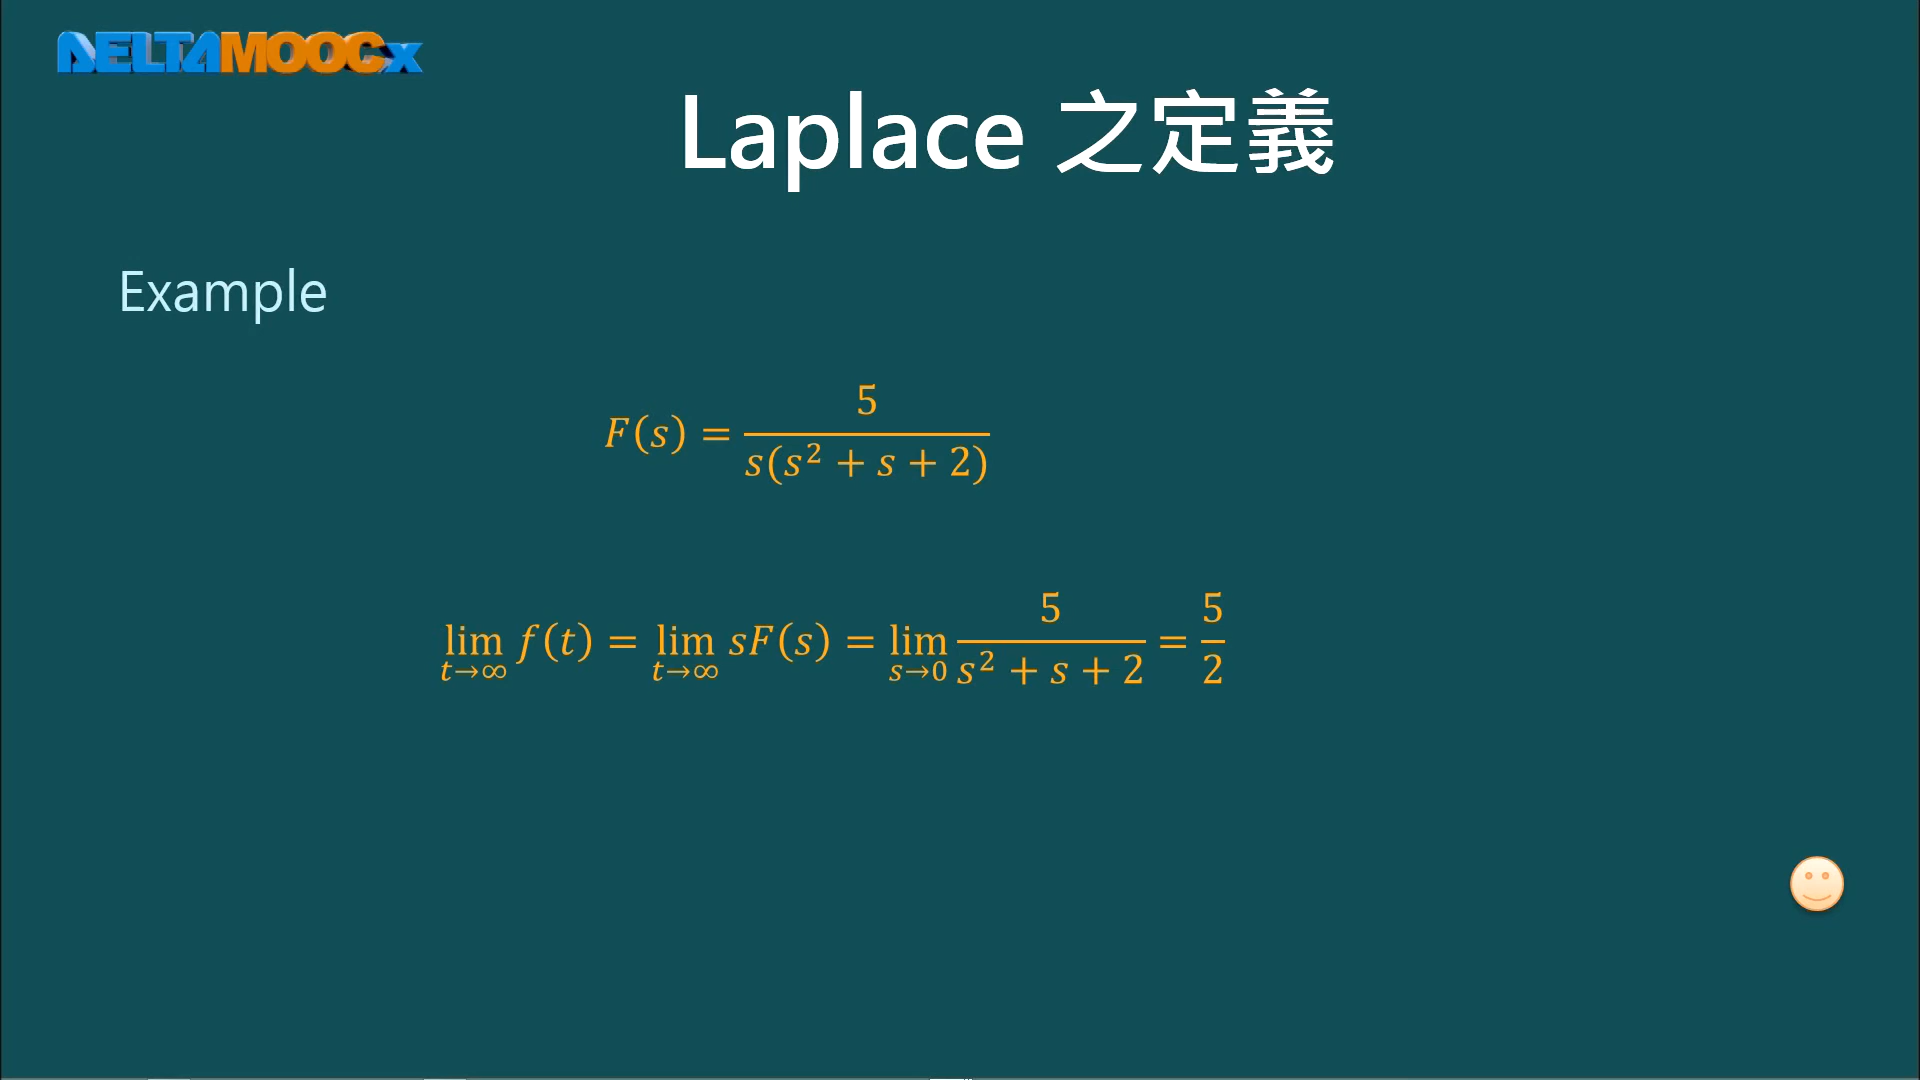 DELTAMOOCx
Laplace 之定義
Example
F(s) = 5 / s(s² + s + 2)
lim t→∞ f(t) = lim t→∞ sF(s) = lim s→0 5 / s² + s + 2 = 5/2